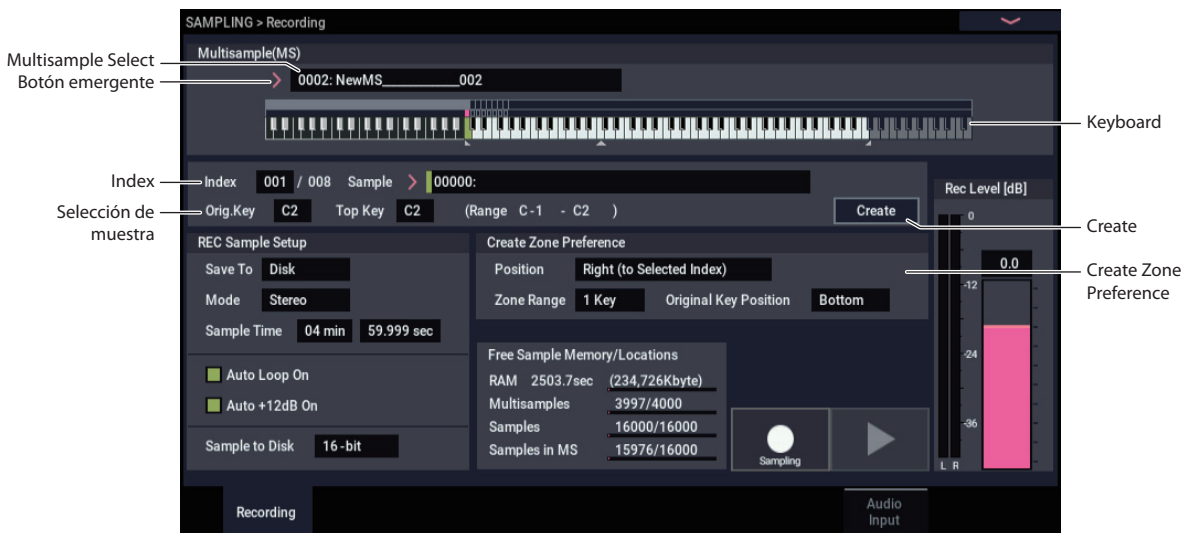 SAMPLING > Recording
Multisample(MS)
Multisample Select
Botón emergente
0002: NewMS__________002
Keyboard
Index
Index 001 / 008 Sample 00000:
Selección de
muestra
Orig.Key C2 Top Key C2 (Range C-1 - C2 )
Create
Create
Rec Level [dB]
0
0.0
-12
-24
-36
L R
REC Sample Setup
Save To Disk
Mode Stereo
Sample Time 04 min 59.999 sec
Auto Loop On
Auto +12dB On
Sample to Disk 16-bit
Create Zone Preference
Position Right (to Selected Index)
Zone Range 1 Key Original Key Position Bottom
Create Zone
Preference
Free Sample Memory/Locations
RAM 2503.7sec (234,726Kbyte)
Multisamples 3997/4000
Samples 16000/16000
Samples in MS 15976/16000
Sampling
Recording
Audio
Input